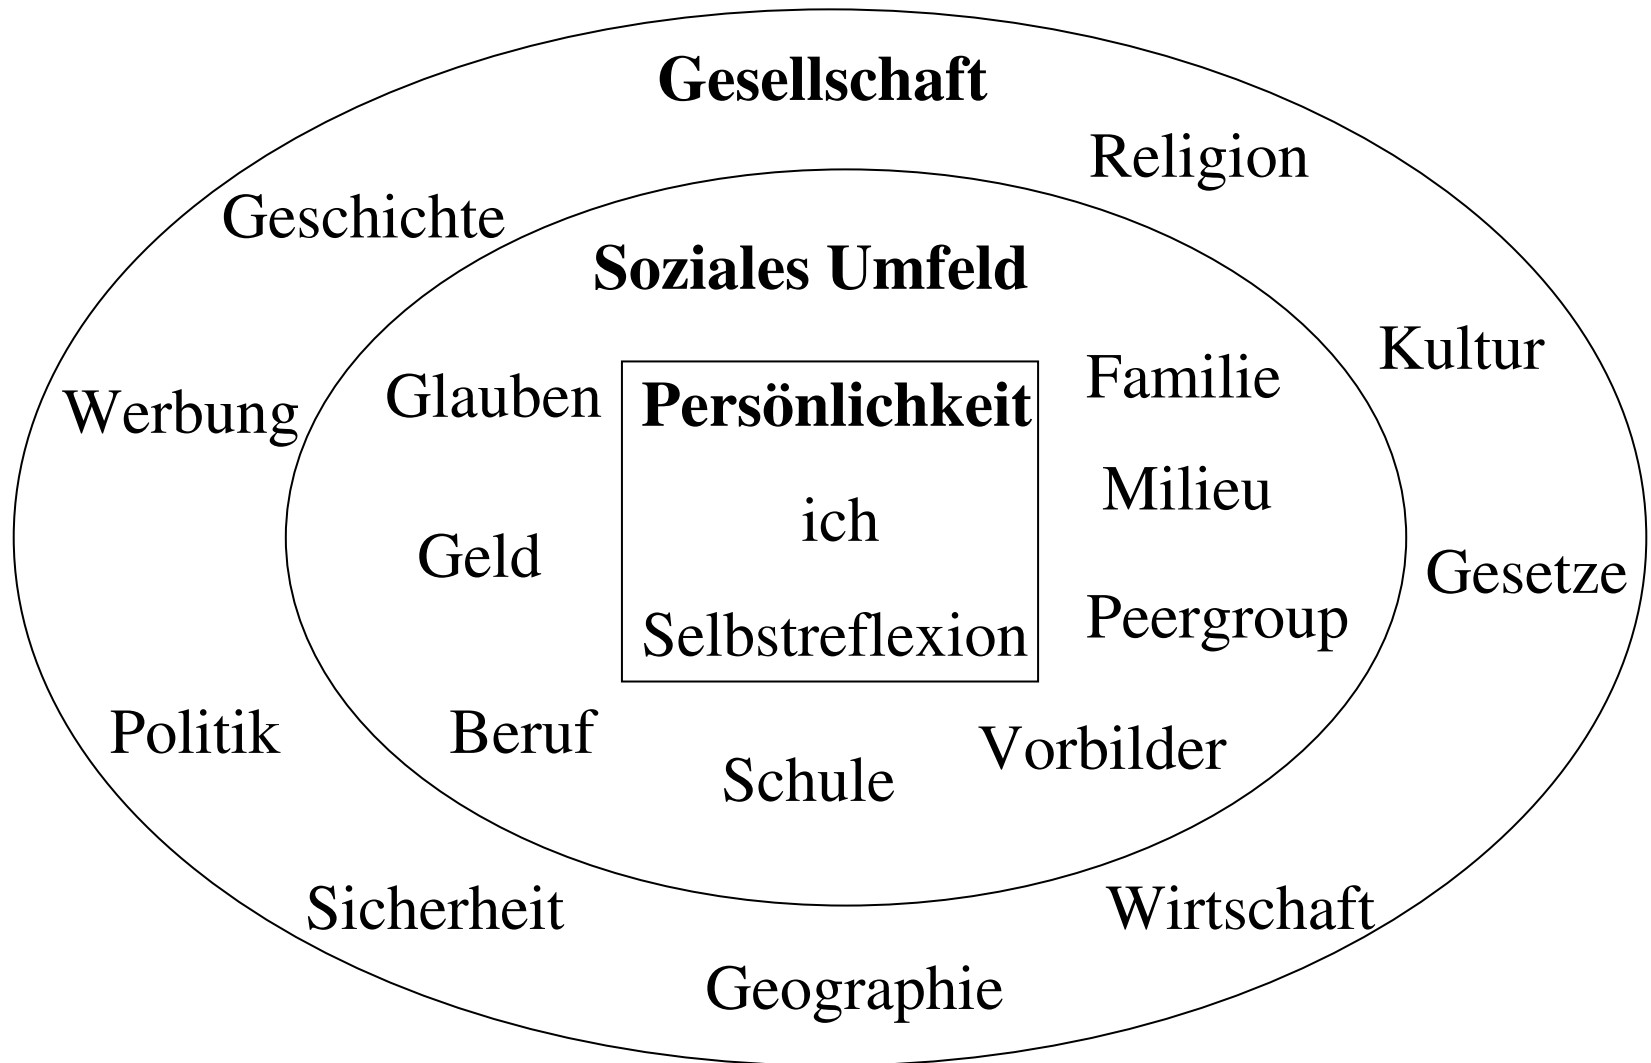 Gesellschaft
Religion
Geschichte
Soziales Umfeld
Kultur
Familie
Glauben
Persönlichkeit
Werbung
Milieu
ich
Geld
Gesetze
Peergroup
Selbstreflexion
Politik
Beruf
Vorbilder
Schule
Sicherheit
Wirtschaft
Geographie